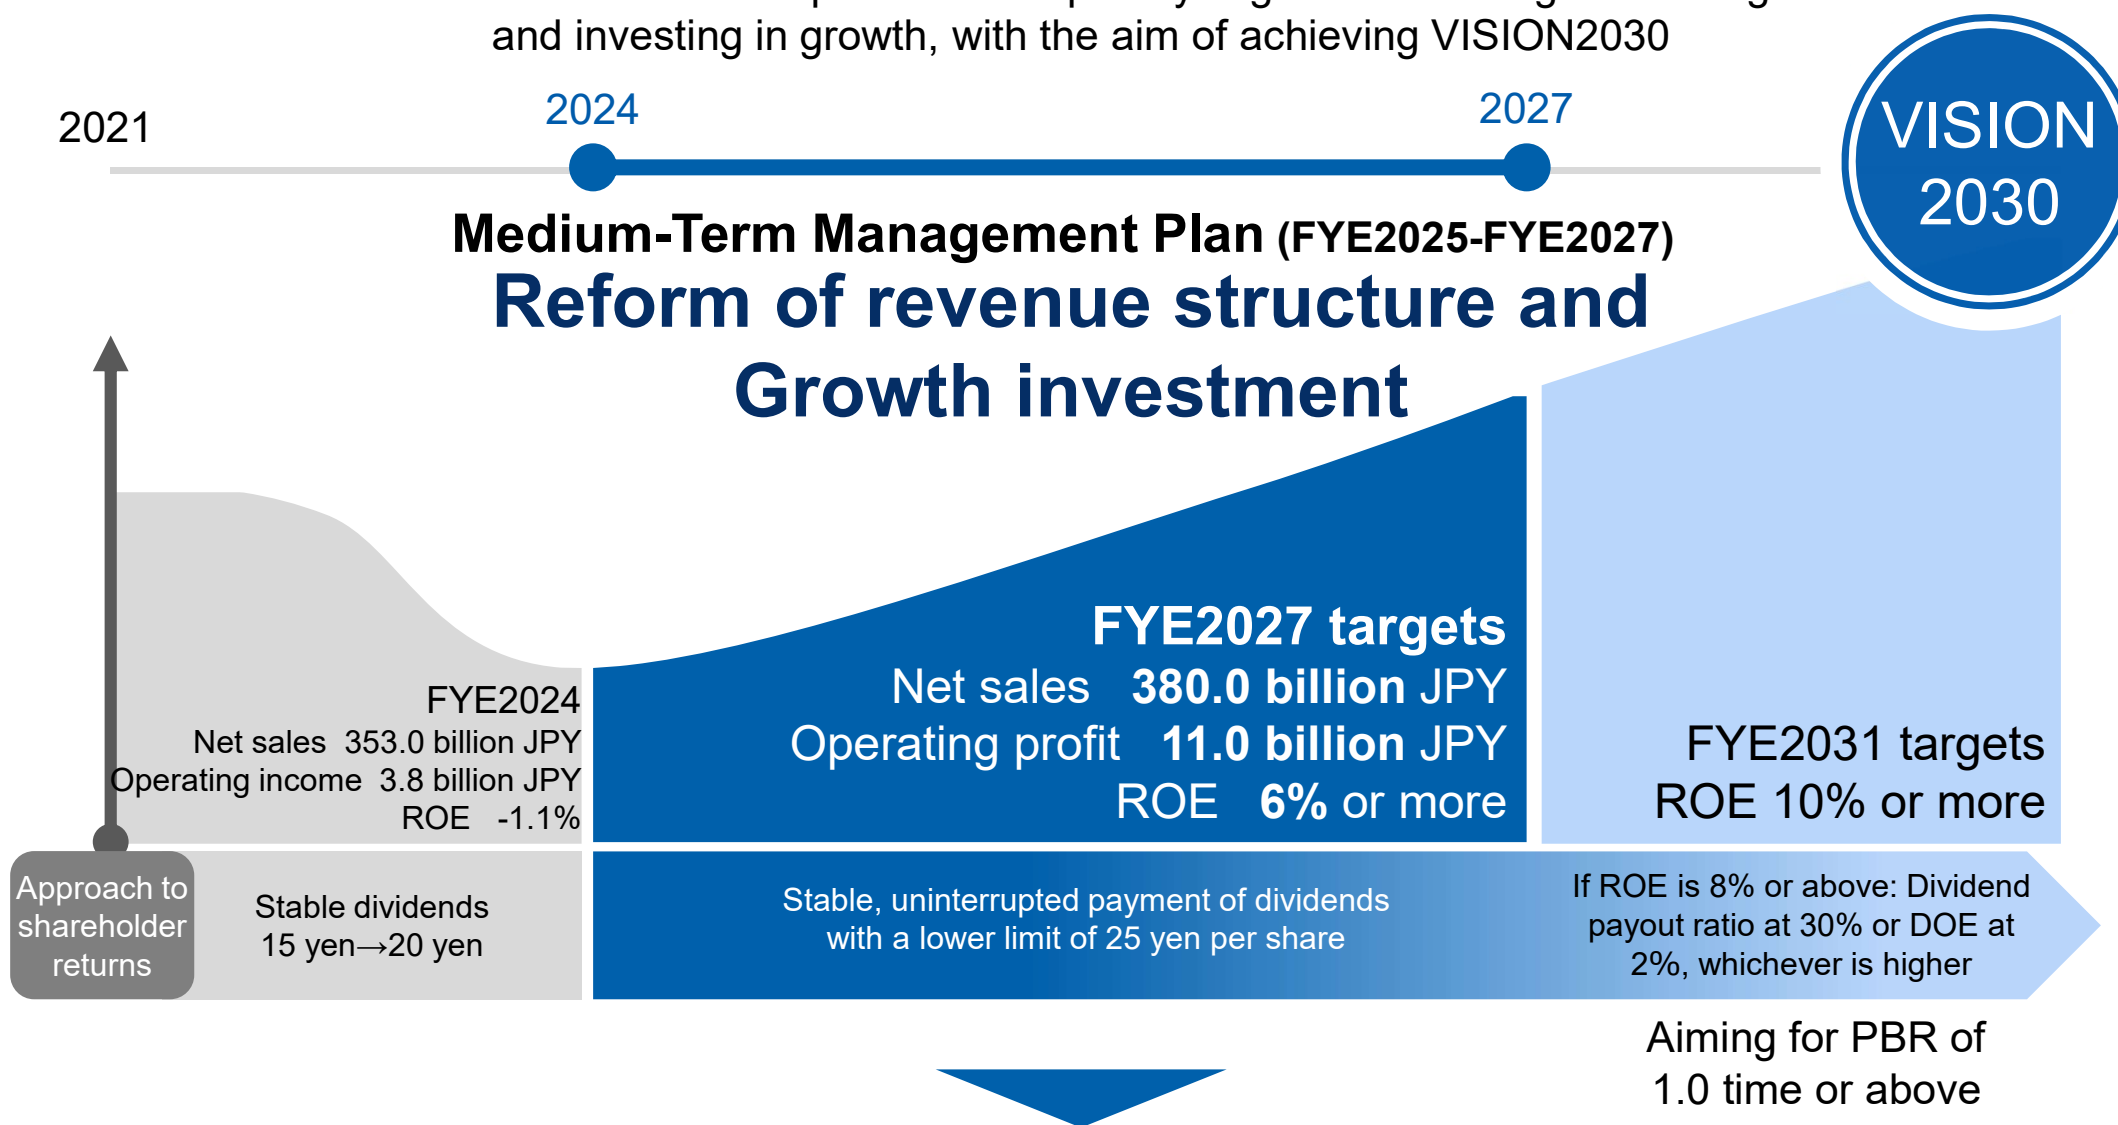 and investing in growth, with the aim of achieving VISION2030
2021
2024
2027
VISION
2030
Medium-Term Management Plan (FYE2025-FYE2027)
Reform of revenue structure and
Growth investment
FYE2024
Net sales 353.0 billion JPY
Operating income 3.8 billion JPY
ROE -1.1%
FYE2027 targets
Net sales 380.0 billion JPY
Operating profit 11.0 billion JPY
ROE 6% or more
FYE2031 targets
ROE 10% or more
Approach to
shareholder
returns
Stable dividends
15 yen→20 yen
Stable, uninterrupted payment of dividends
with a lower limit of 25 yen per share
If ROE is 8% or above: Dividend
payout ratio at 30% or DOE at
2%, whichever is higher
Aiming for PBR of
1.0 time or above